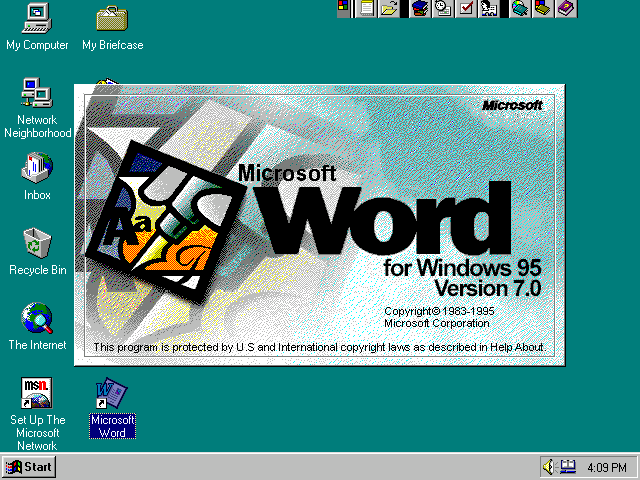 My Computer
My Briefcase
Network
Neighborhood
Inbox
Recycle Bin
The Internet
msn.
Set Up The
Microsoft
Network
Microsoft
Word
Microsoft
Aa
Microsoft
Word
for Windows 95
Version 7.0
Copyright© 1983-1995
Microsoft Corporation
This program is protected by U.S and International copyright laws as described in Help About
Start
4:09 PM